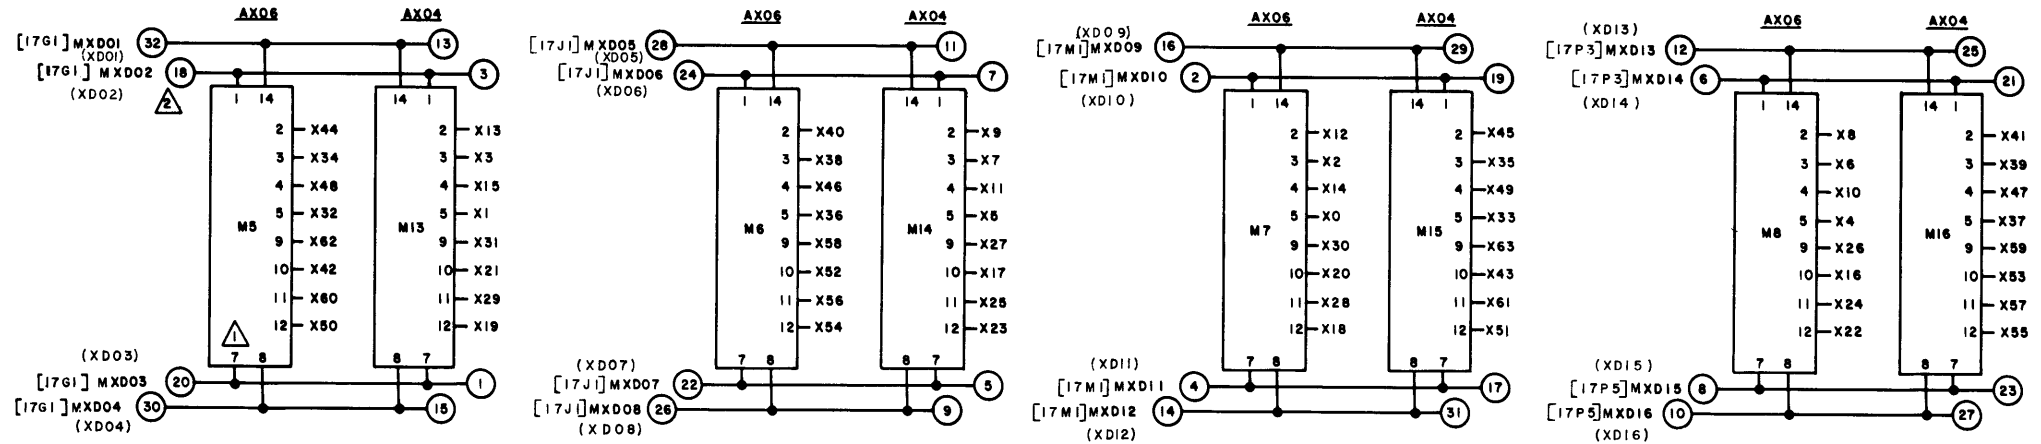 AX06 AX04 AX06 AX04 AX06 AX04 AX06 AX04
[17G1] MXD01 32 13
(XD01)
[17G1] MXD02 18 3
(XD02)
2
1 14 14 1
2 X44 2 X13
3 X34 3 X3
4 X48 4 X15
5 X32 5 X1
M5 M13
9 X62 9 X31
10 X42 10 X21
11 X60 11 X29
12 X50 12 X19
1
7 8 8 7
(XD03)
[17G1] MXD03 20 1
[17G1] MXD04 30 15
(XD04)
[17J1] MXD05 28 11
(XD05)
[17J1] MXD06 24 7
(XD06)
1 14 14 1
2 X40 2 X9
3 X38 3 X7
4 X46 4 X11
5 X36 5 X5
M6 M14
9 X58 9 X27
10 X52 10 X17
11 X56 11 X25
12 X54 12 X23
7 8 8 7
(XD07)
[17J1] MXD07 22 5
[17J1] MXD08 26 9
(XD08)
(XD09)
[17M1] MXD09 16 29
[17M1] MXD10 2 19
(XD10)
1 14 14 1
2 X12 2 X45
3 X2 3 X35
4 X14 4 X49
5 X0 5 X33
M7 M15
9 X30 9 X63
10 X20 10 X43
11 X28 11 X61
12 X18 12 X51
7 8 8 7
(XD11)
[17M1] MXD11 4 17
[17M1] MXD12 14 31
(XD12)
(XD13)
[17P3] MXD13 12 25
[17P3] MXD14 6 21
(XD14)
1 14 14 1
2 X8 2 X41
3 X6 3 X39
4 X10 4 X47
5 X4 5 X37
M8 M16
9 X26 9 X59
10 X16 10 X53
11 X24 11 X57
12 X22 12 X55
7 8 8 7
(XD15)
[17P5] MXD15 8 23
[17P5] MXD16 10 27
(XD16)